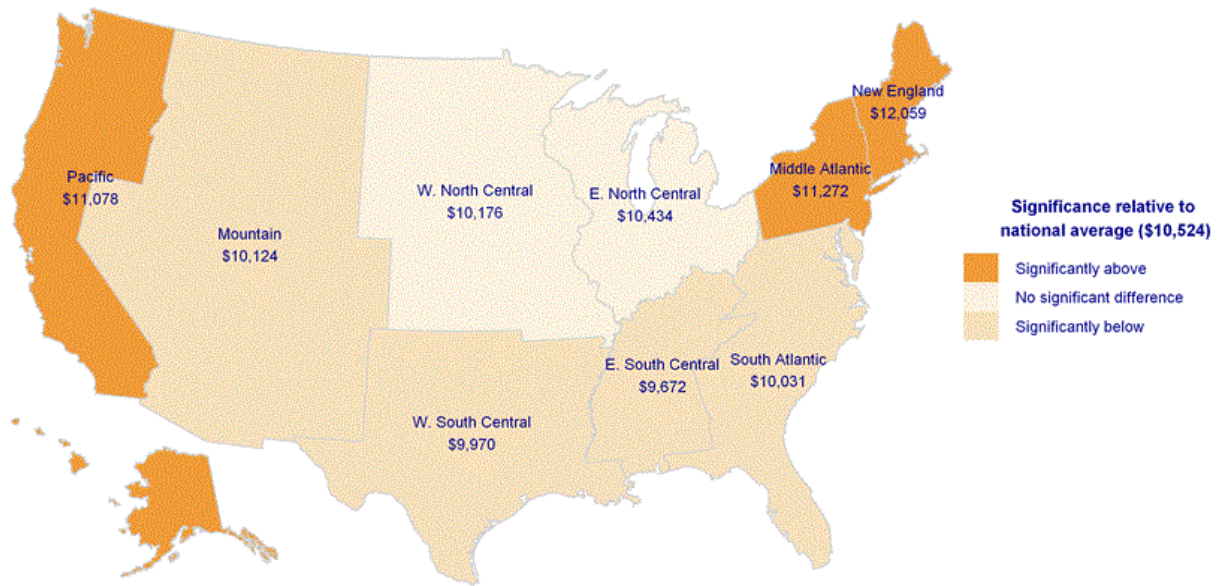 New England
$12,059
Middle Atlantic
$11,272
Pacific
$11,078
W. North Central
$10,176
E. North Central
$10,434
Mountain
$10,124
E. South Central
$9,672
South Atlantic
$10,031
W. South Central
$9,970
Significance relative to
national average ($10,524)
Significantly above
No significant difference
Significantly below